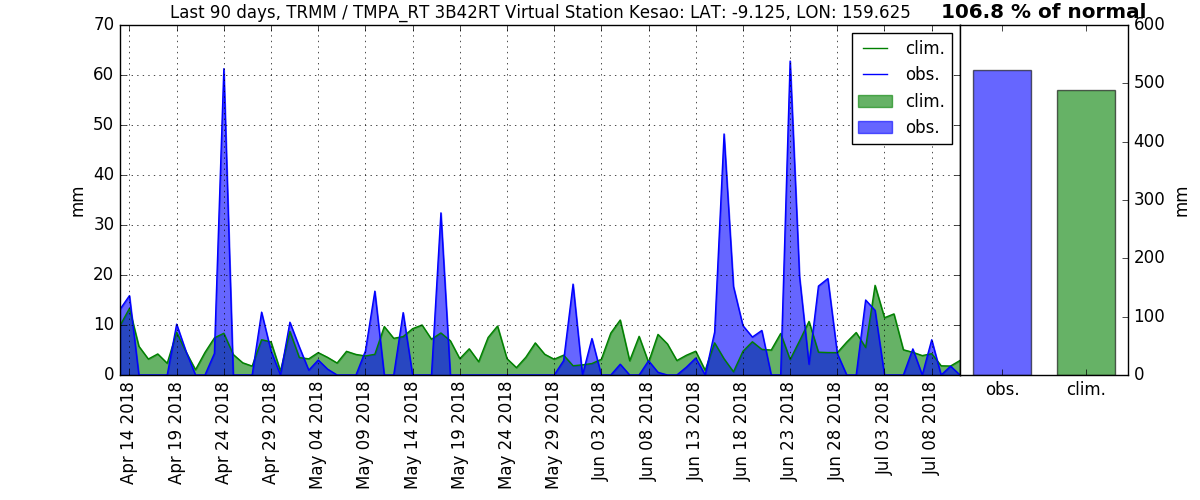 Last 90 days, TRMM / TMPA_RT 3B42RT Virtual Station Kesao: LAT: -9.125, LON: 159.625
106.8 % of normal
mm
70
60
50
40
30
20
10
0
clim.
obs.
clim.
obs.
600
500
400
300
200
100
0
mm
Apr 14 2018
Apr 19 2018
Apr 24 2018
Apr 29 2018
May 04 2018
May 09 2018
May 14 2018
May 19 2018
May 24 2018
May 29 2018
Jun 03 2018
Jun 08 2018
Jun 13 2018
Jun 18 2018
Jun 23 2018
Jun 28 2018
Jul 03 2018
Jul 08 2018
obs.
clim.